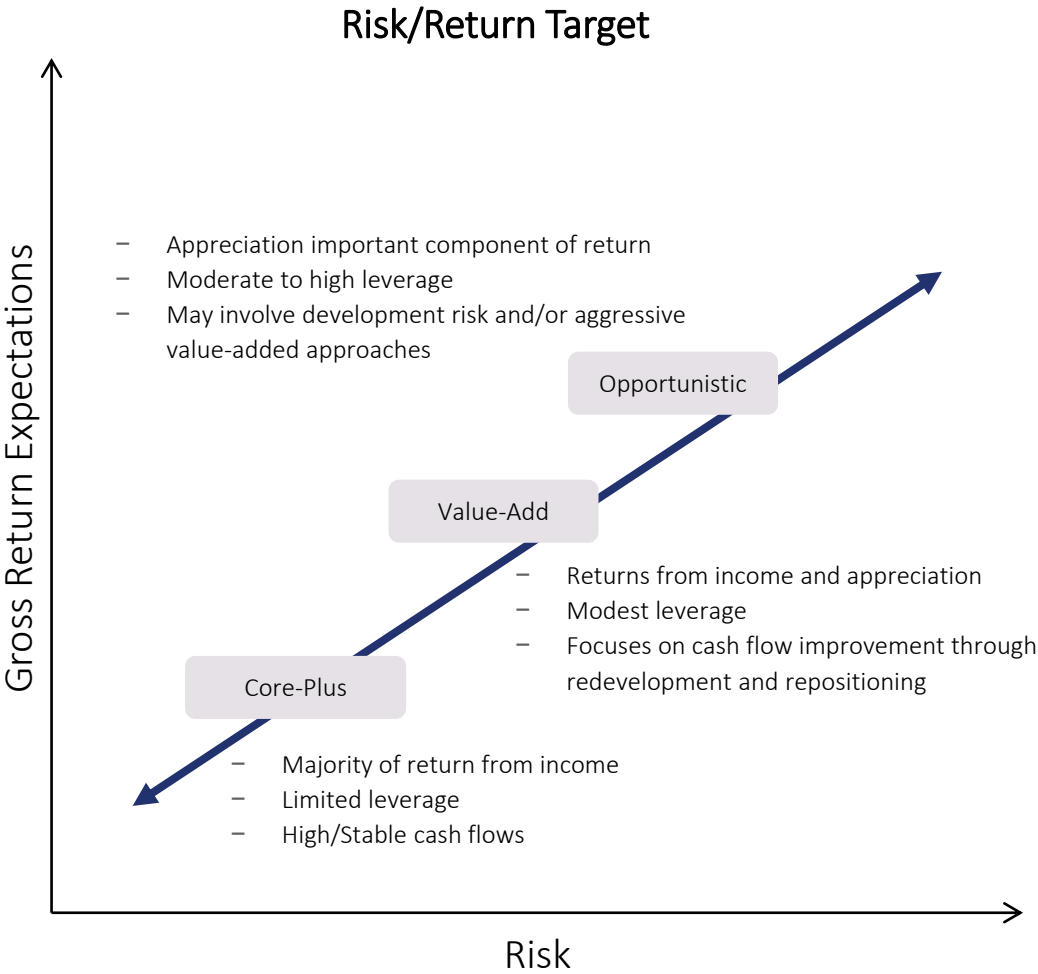 Risk/Return Target
Gross Return Expectations
– Appreciation important component of return
– Moderate to high leverage
– May involve development risk and/or aggressive
value-added approaches
Opportunistic
Value-Add
– Returns from income and appreciation
– Modest leverage
– Focuses on cash flow improvement through
redevelopment and repositioning
Core-Plus
– Majority of return from income
– Limited leverage
– High/Stable cash flows
Risk